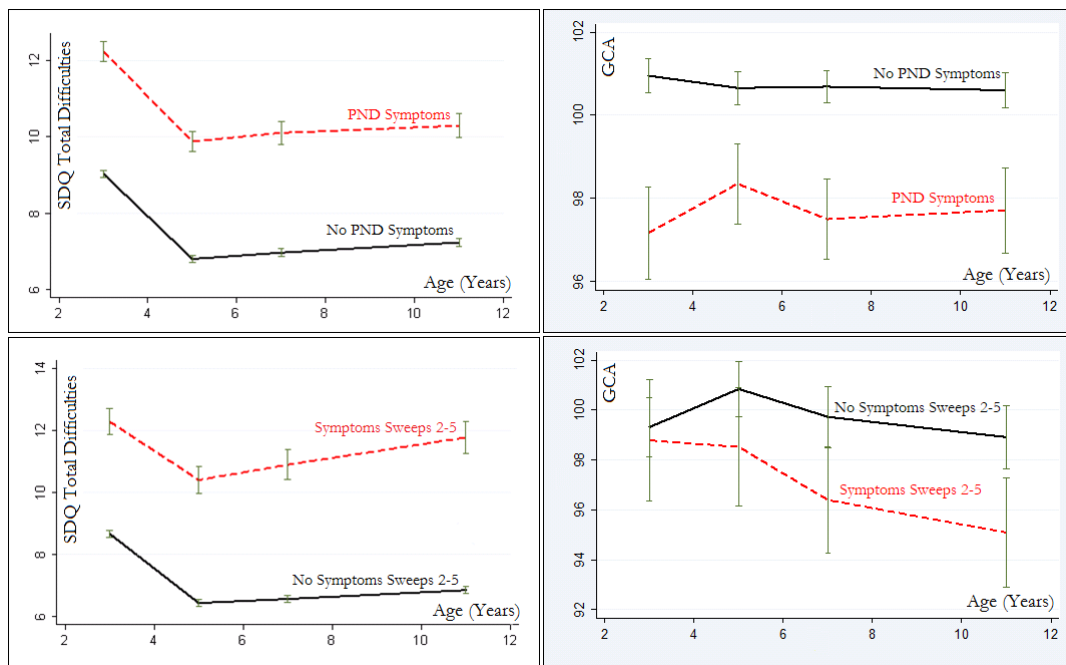 SDQ Total Difficulties
12
10
8
6
PND Symptoms
No PND Symptoms
Age (Years)
2 4 6 8 10 12
GCA
102
100
98
96
No PND Symptoms
PND Symptoms
Age (Years)
2 4 6 8 10 12
SDQ Total Difficulties
14
12
10
8
6
Symptoms Sweeps 2-5
No Symptoms Sweeps 2-5
Age (Years)
2 4 6 8 10 12
GCA
102
100
98
96
94
92
No Symptoms Sweeps 2-5
Symptoms Sweeps 2-5
Age (Years)
2 4 6 8 10 12